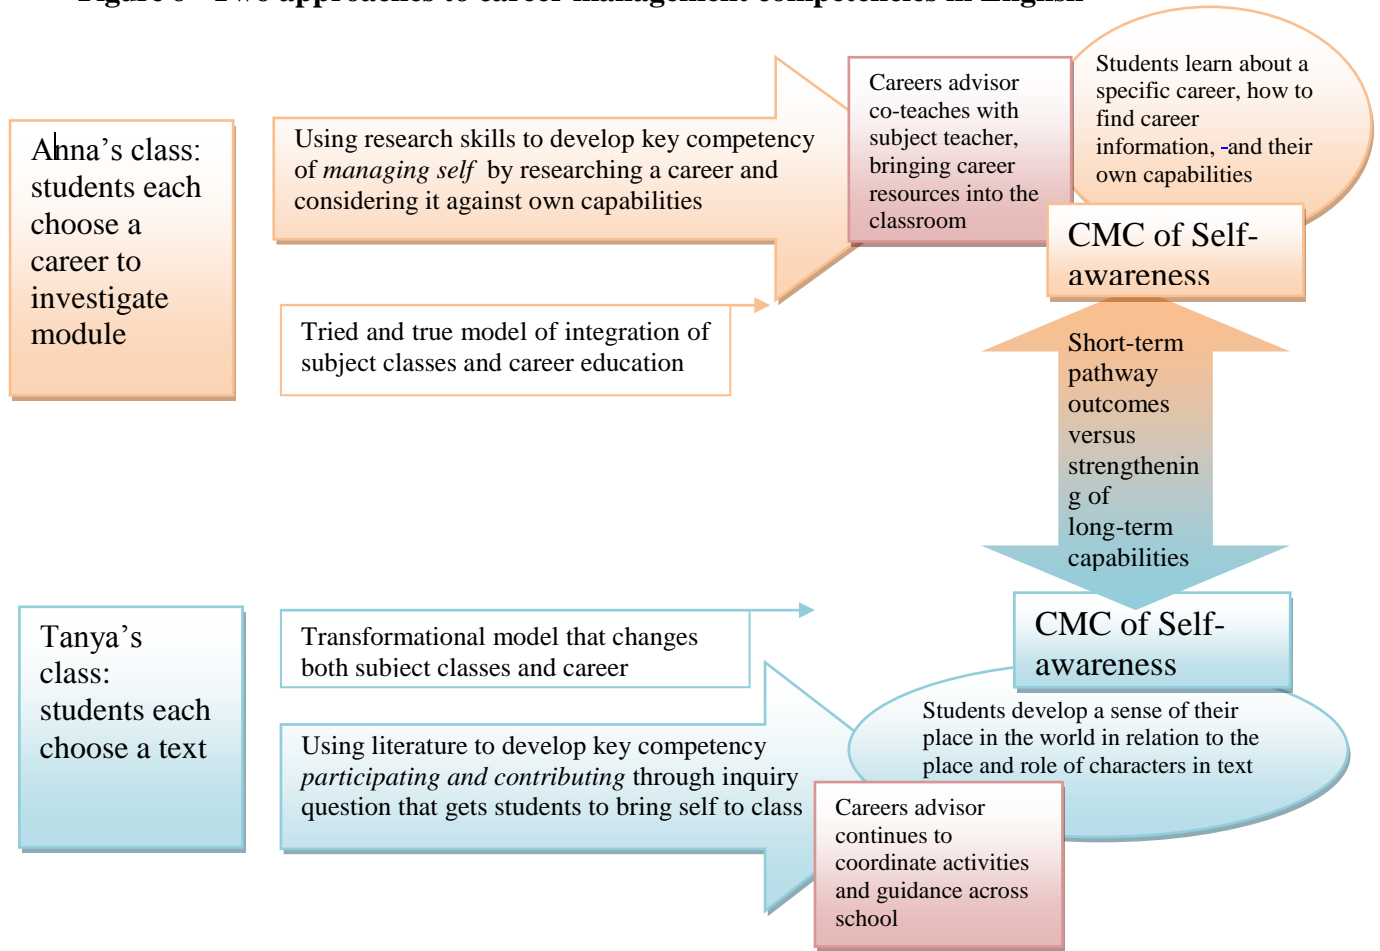 Anna's class:
students each
choose a
career to
investigate
module
Using research skills to develop key competency
of managing self by researching a career and
considering it against own capabilities
Careers advisor
co-teaches with
subject teacher,
bringing career
resources into the
classroom
Students learn about a
specific career, how to
find career
information, -and their
own capabilities
CMC of Self-
awareness
Tried and true model of integration of
subject classes and career education
Short-term
pathway
outcomes
versus
strengthenin
g of
long-term
capabilities
Tanya's
class:
students each
choose a text
Transformational model that changes
both subject classes and career
CMC of Self-
awareness
Using literature to develop key competency
participating and contributing through inquiry
question that gets students to bring self to class
Students develop a sense of their
place in the world in relation to the
place and role of characters in text
Careers advisor
continues to
coordinate activities
and guidance across
school